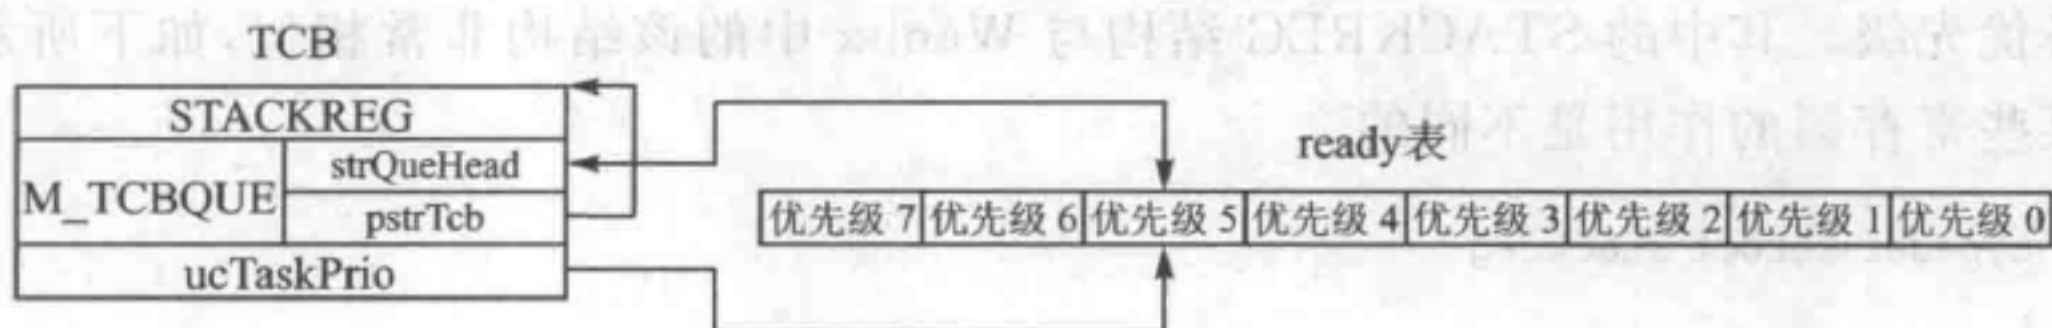 TCB
STACKREG
M_TCBQUE
strQueHead
pstrTcb
ucTaskPrio
ready表
优先级 7 优先级 6 优先级 5 优先级 4 优先级 3 优先级 2 优先级 1 优先级 0